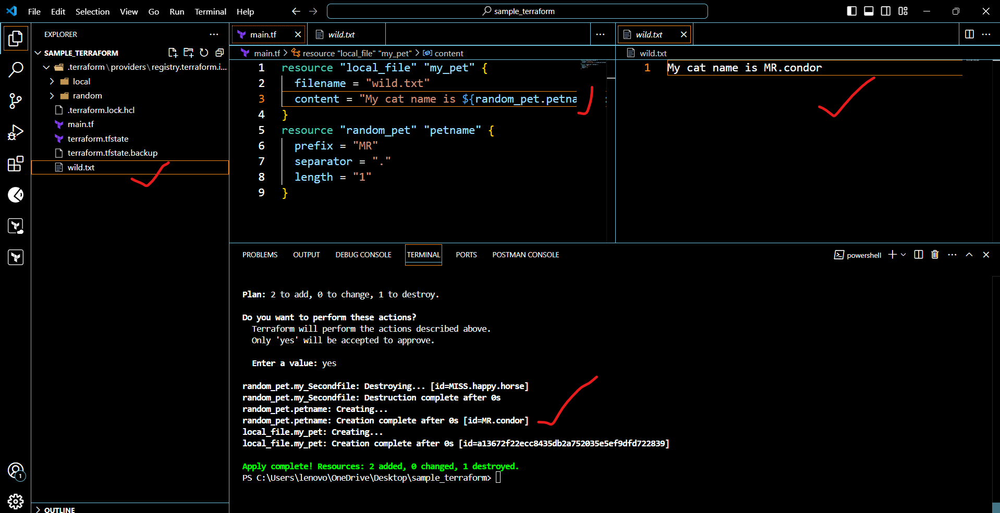 File Edit Selection View Go Run Terminal Help
sample_terraform
EXPLORER
SAMPLE_TERRAFORM
.terraform\providers\registry.terraform.i...
local
random
.terraform.lock.hcl
main.tf
terraform.tfstate
terraform.tfstate.backup
wild.txt
1
OUTLINE
main.tf
wild.txt
main.tf > resource "local_file" "my_pet" > content
1 resource "local_file" "my_pet" {
2 filename = "wild.txt"
3 content = "My cat name is ${random_pet.petna
4 }
5 resource "random_pet" "petname" {
6 prefix = "MR"
7 separator = "."
8 length = "1"
9 }
wild.txt
wild.txt
1 My cat name is MR.condor
PROBLEMS OUTPUT DEBUG CONSOLE TERMINAL PORTS POSTMAN CONSOLE
powershell
Plan: 2 to add, 0 to change, 1 to destroy.
Do you want to perform these actions?
Terraform will perform the actions described above.
Only 'yes' will be accepted to approve.
Enter a value: yes
random_pet.my_Secondfile: Destroying... [id=MISS.happy.horse]
random_pet.my_Secondfile: Destruction complete after 0s
random_pet.petname: Creating...
random_pet.petname: Creation complete after 0s [id=MR.condor]
local_file.my_pet: Creating...
local_file.my_pet: Creation complete after 0s [id=a13672f22ecc8435db2a752035e5ef9dfd722839]
Apply complete! Resources: 2 added, 0 changed, 1 destroyed.
PS C:\Users\lenovo\OneDrive\Desktop\sample_terraform>